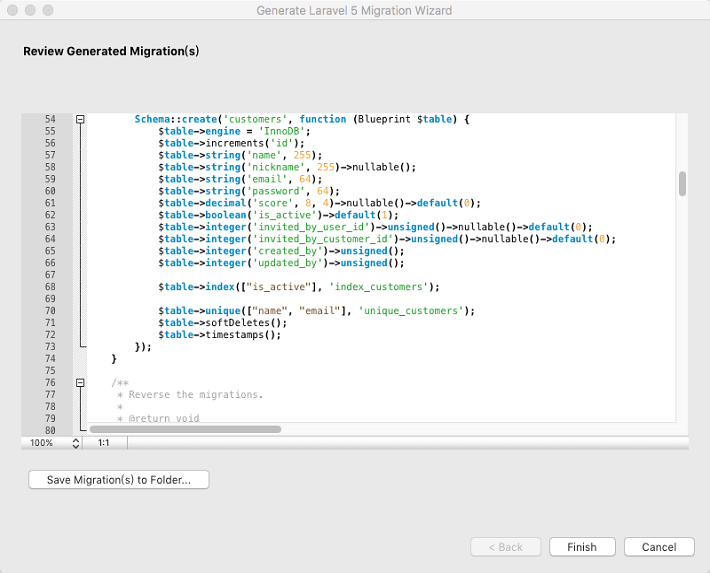 Generate Laravel 5 Migration Wizard
Review Generated Migration(s)
54 Schema::create('customers', function (Blueprint $table) {
55 $table->engine = 'InnoDB';
56 $table->increments('id');
57 $table->string('name', 255);
58 $table->string('nickname', 255)->nullable();
59 $table->string('email', 64);
60 $table->string('password', 64);
61 $table->decimal('score', 8, 4)->nullable()->default(0);
62 $table->boolean('is_active')->default(1);
63 $table->integer('invited_by_user_id')->unsigned()->nullable()->default(0);
64 $table->integer('invited_by_customer_id')->unsigned()->nullable()->default(0);
65 $table->integer('created_by')->unsigned();
66 $table->integer('updated_by')->unsigned();
67
68 $table->index(["is_active"], 'index_customers');
69
70 $table->unique(["name", "email"], 'unique_customers');
71 $table->softDeletes();
72 $table->timestamps();
73 });
74 }
75
76 /**
77 * Reverse the migrations.
78 *
79 * @return void
80
100% 1:1
Save Migration(s) to Folder...
< Back Finish Cancel